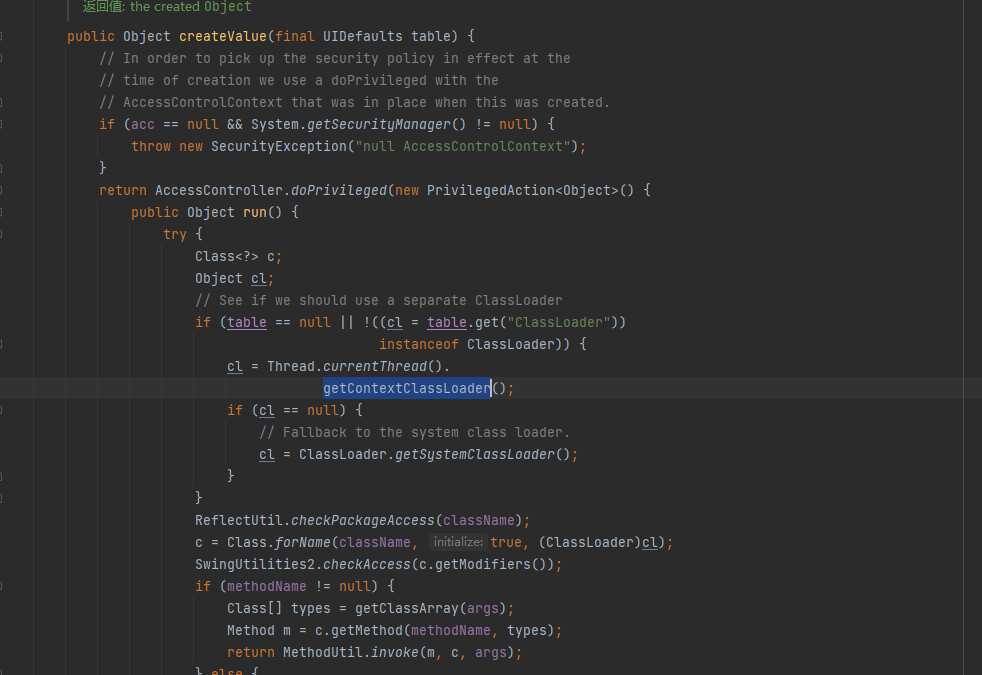 返回值: the created Object
public Object createValue(final UIDefaults table) {
// In order to pick up the security policy in effect at the
// time of creation we use a doPrivileged with the
// AccessControlContext that was in place when this was created.
if (acc == null && System.getSecurityManager() != null) {
throw new SecurityException("null AccessControlContext");
}
return AccessController.doPrivileged(new PrivilegedAction<Object>() {
public Object run() {
try {
Class<?> c;
Object cl;
// See if we should use a separate ClassLoader
if (table == null || !((cl = table.get("ClassLoader"))
instanceof ClassLoader)) {
cl = Thread.currentThread().
getContextClassLoader();
if (cl == null) {
// Fallback to the system class loader.
cl = ClassLoader.getSystemClassLoader();
}
}
ReflectUtil.checkPackageAccess(className);
c = Class.forName(className, initialize: true, (ClassLoader)cl);
SwingUtilities2.checkAccess(c.getModifiers());
if (methodName != null) {
Class[] types = getClassArray(args);
Method m = c.getMethod(methodName, types);
return MethodUtil.invoke(m, c, args);
} else {